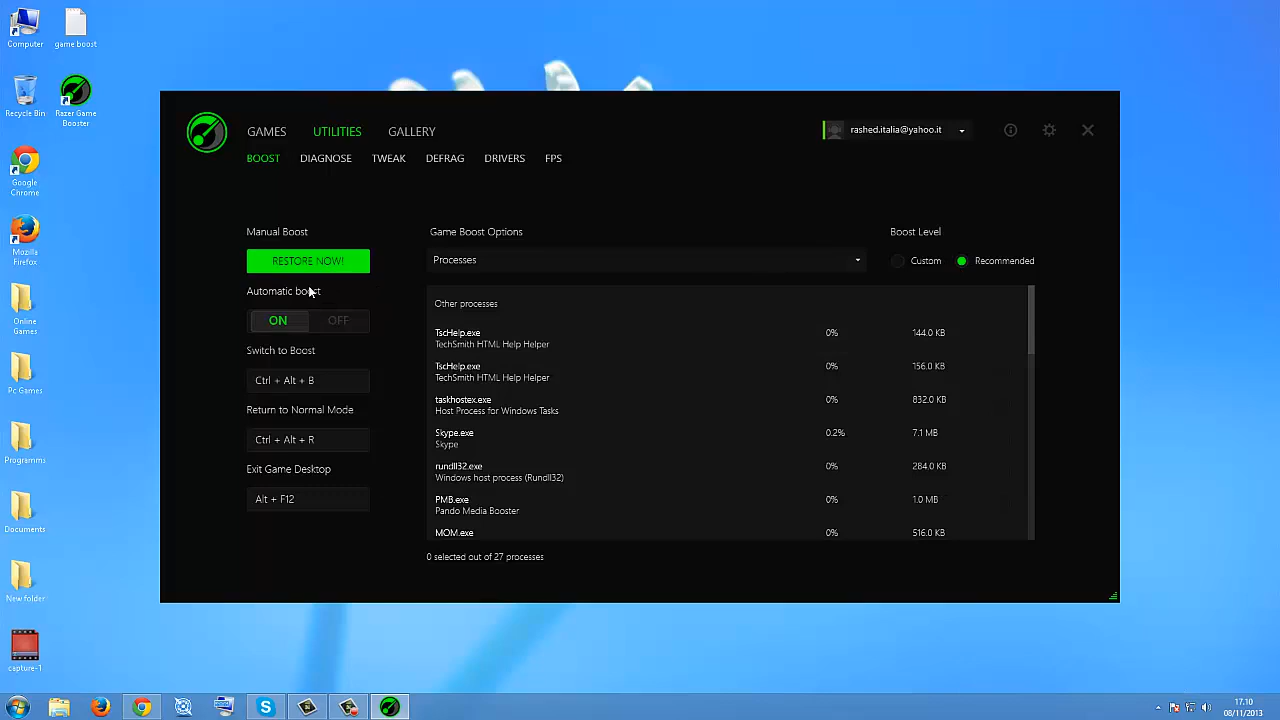 Computer
game boost
Recycle Bin
Razer Game
Booster
Google
Chrome
Mozilla
Firefox
Online
Games
Pc Games
Programms
Documents
New folder
capture-1
GAMES
UTILITIES
GALLERY
rashed.italia@yahoo.it
BOOST
DIAGNOSE
TWEAK
DEFRAG
DRIVERS
FPS
Manual Boost
RESTORE NOW!
Automatic boost
ON
OFF
Switch to Boost
Ctrl + Alt + B
Return to Normal Mode
Ctrl + Alt + R
Exit Game Desktop
Alt + F12
Game Boost Options
Processes
Boost Level
Custom
Recommended
Other processes
TscHelp.exe 0% 144.0 KB
TechSmith HTML Help Helper
TscHelp.exe 0% 156.0 KB
TechSmith HTML Help Helper
taskhostex.exe 0% 832.0 KB
Host Process for Windows Tasks
Skype.exe 0.2% 7.1 MB
Skype
rundll32.exe 0% 284.0 KB
Windows host process (Rundll32)
PMB.exe 0% 1.0 MB
Pando Media Booster
MOM.exe 0% 516.0 KB
0 selected out of 27 processes
17.10
08/11/2013